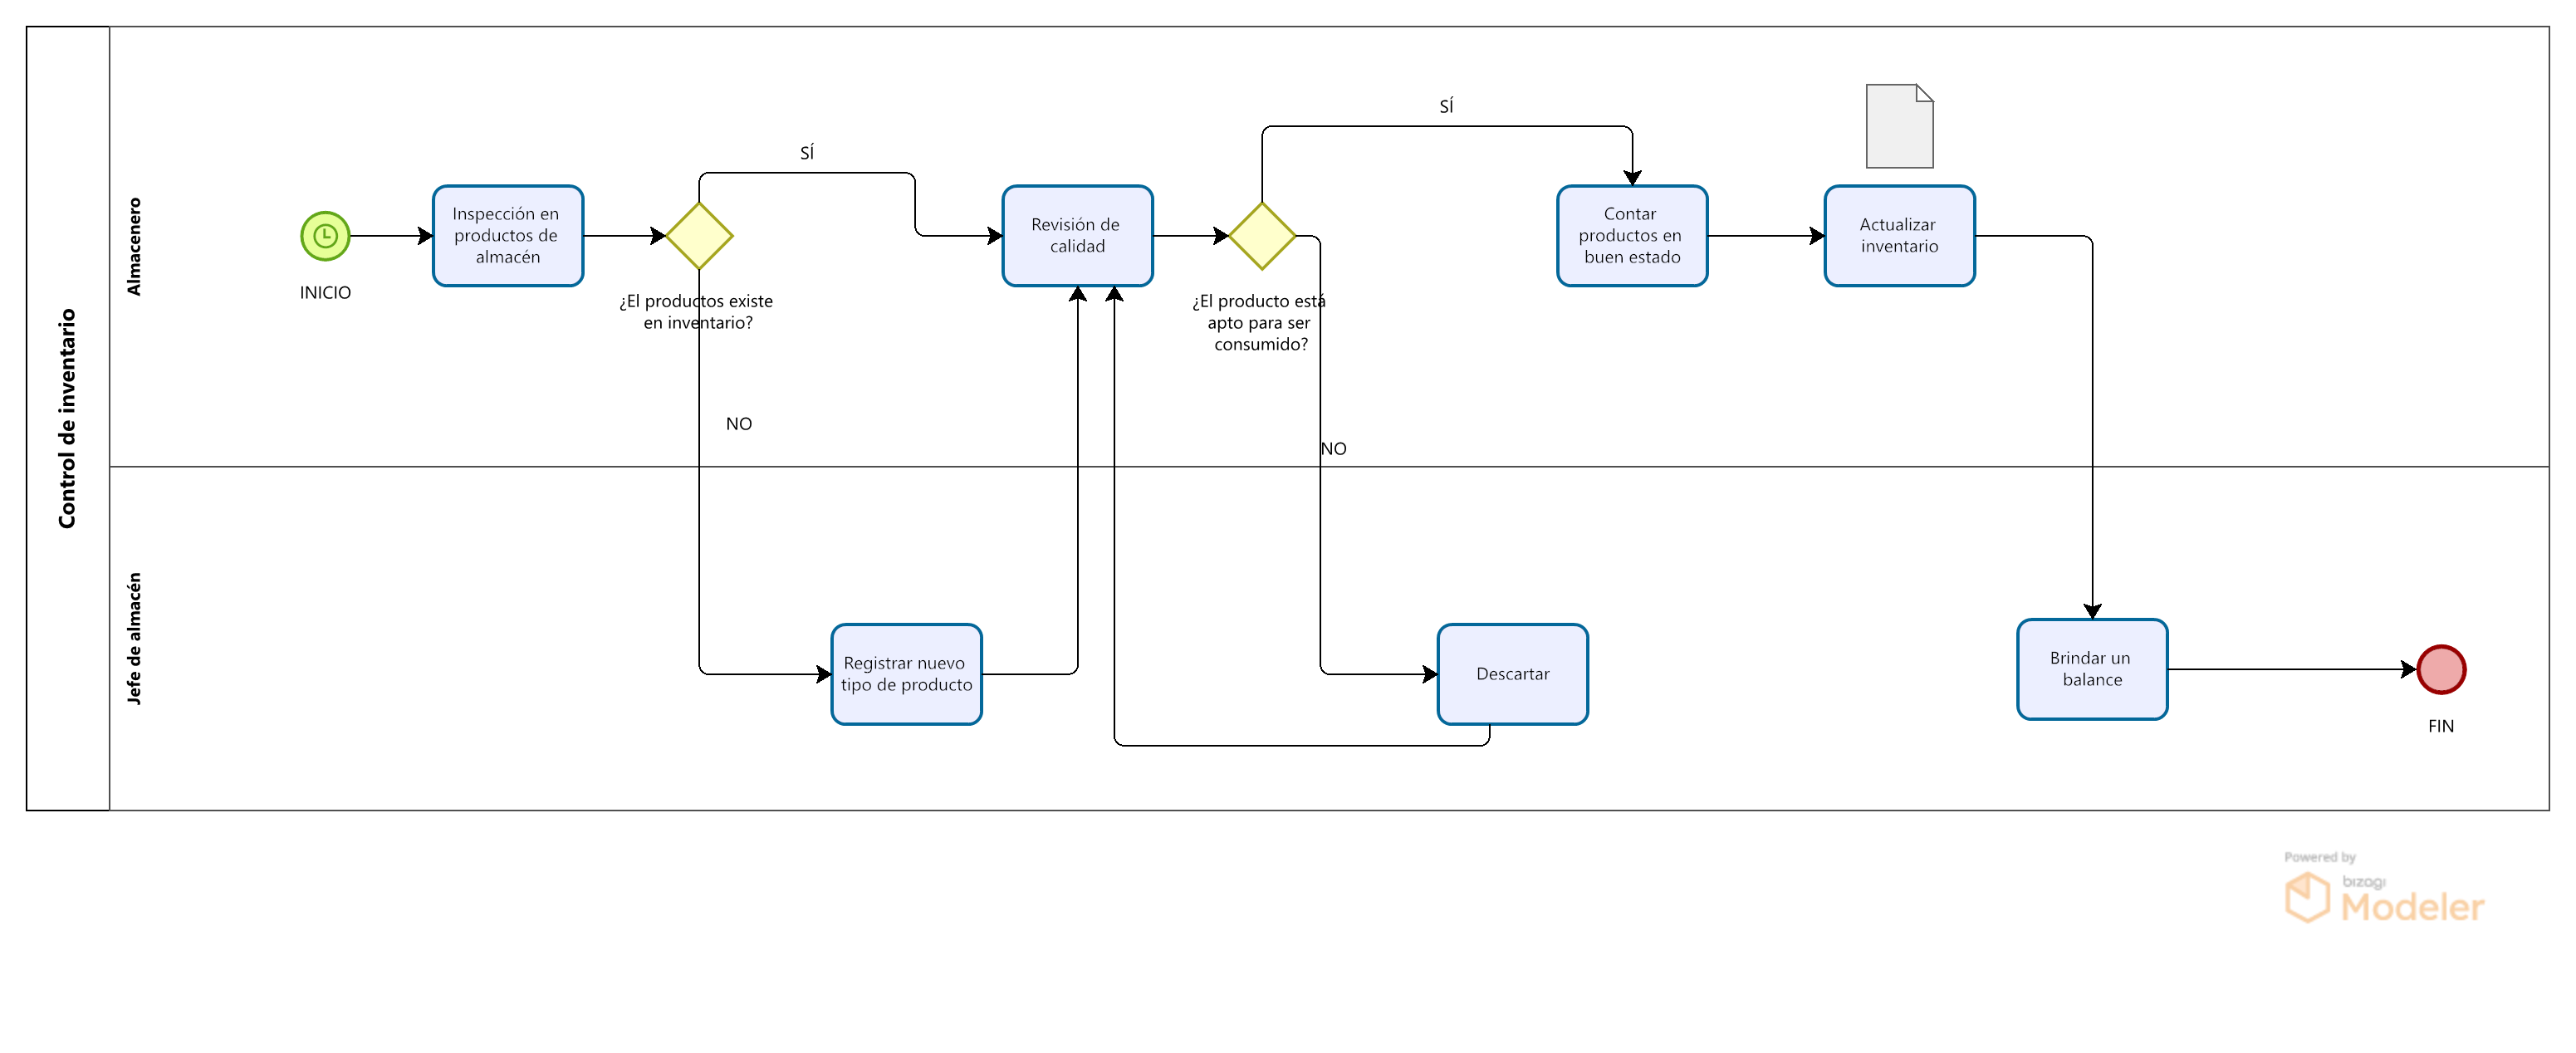 Control de inventario
Almacenero
Jefe de almacén
INICIO
Inspección en
productos de
almacén
SÍ
¿El productos existe
en inventario?
NO
Revisión de
calidad
SÍ
¿El producto está
apto para ser
consumido?
NO
Contar
productos en
buen estado
Actualizar
inventario
Registrar nuevo
tipo de producto
Descartar
Brindar un
balance
FIN
Powered by
bizagi
Modeler